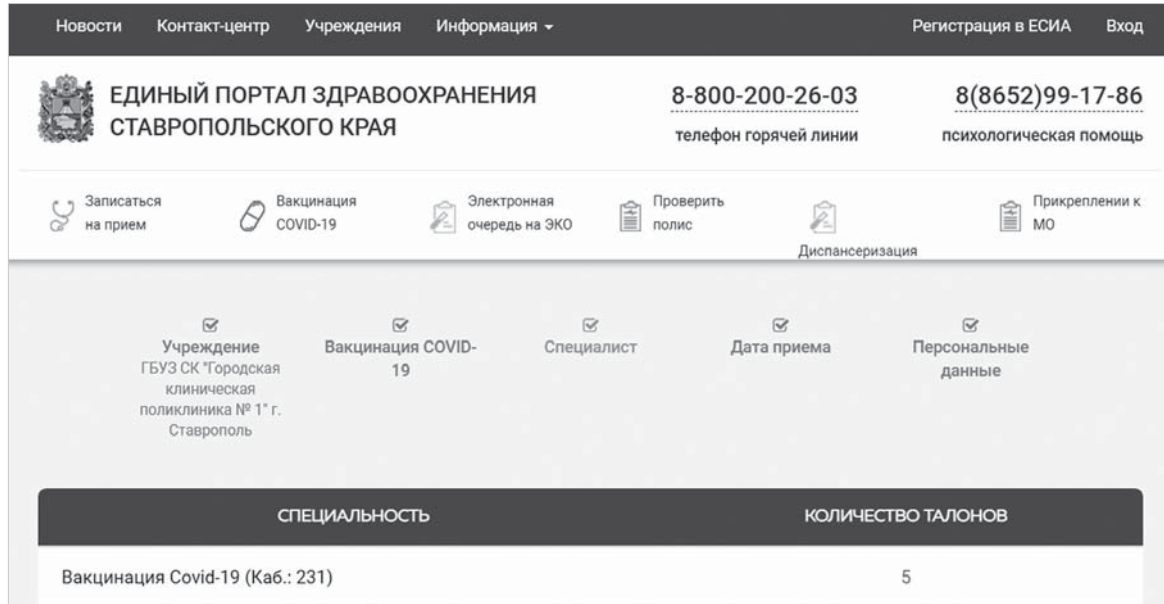 Новости Контакт-центр Учреждения Информация Регистрация в ЕСИА Вход
ЕДИНЫЙ ПОРТАЛ ЗДРАВООХРАНЕНИЯ
СТАВРОПОЛЬСКОГО КРАЯ
8-800-200-26-03
телефон горячей линии
8(8652)99-17-86
психологическая помощь
Записаться
на прием
Вакцинация
COVID-19
Электронная
очередь на ЭКО
Проверить
полис
Диспансеризация
Прикреплении к
МО
Учреждение
ГБУЗ СК "Городская
клиническая
поликлиника № 1" г.
Ставрополь
Вакцинация COVID-
19
Специалист
Дата приема
Персональные
данные
СПЕЦИАЛЬНОСТЬ КОЛИЧЕСТВО ТАЛОНОВ
Вакцинация Covid-19 (Каб.: 231) 5